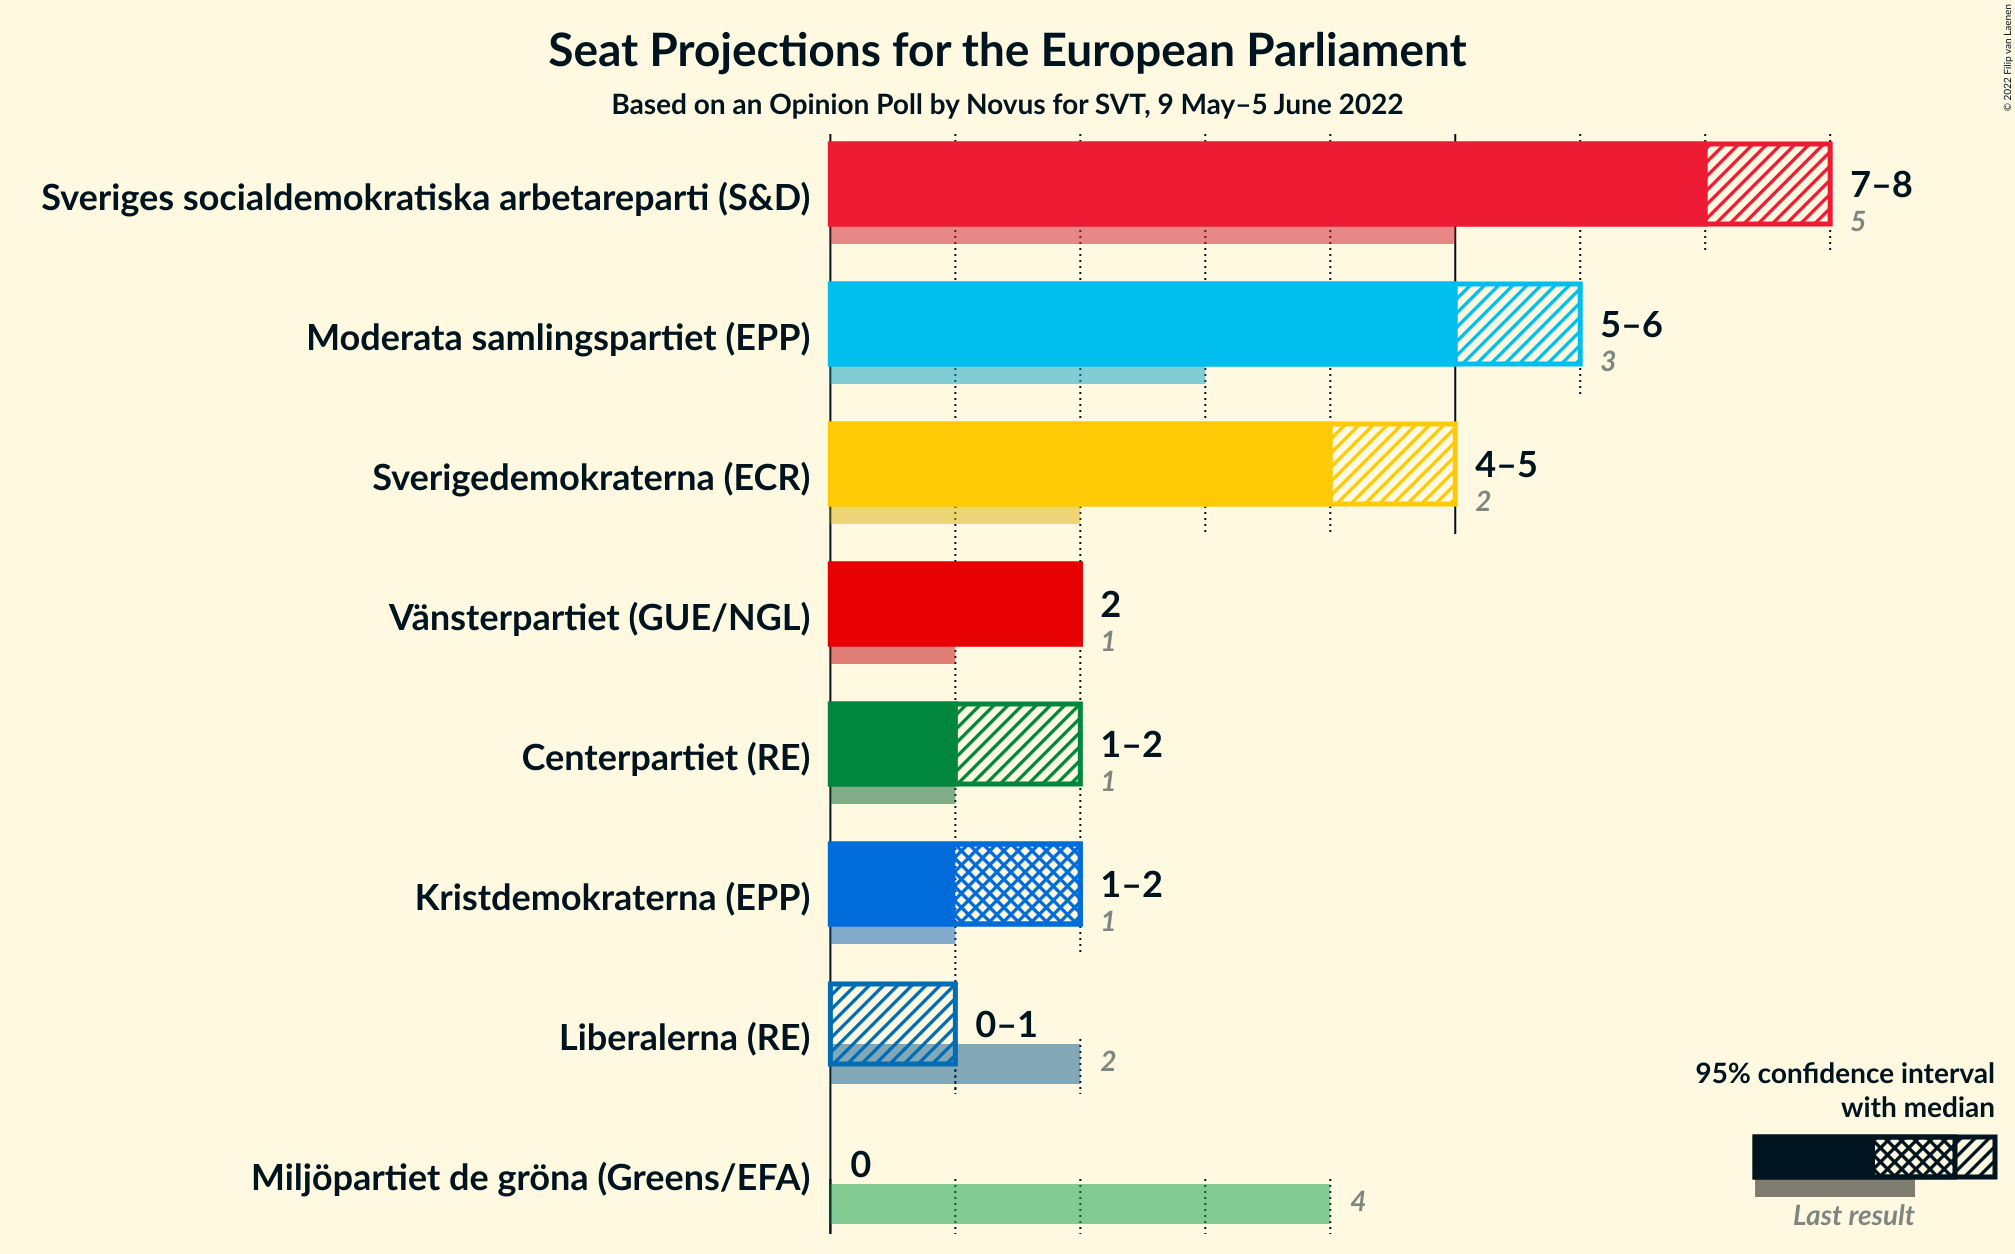 Seat Projections for the European Parliament
Based on an Opinion Poll by Novus for SVT, 9 May–5 June 2022
© 2022 Filip van Laenen
Sveriges socialdemokratiska arbetareparti (S&D)
7–8
5
Moderata samlingspartiet (EPP)
5–6
3
Sverigedemokraterna (ECR)
4–5
2
Vänsterpartiet (GUE/NGL)
2
1
Centerpartiet (RE)
1–2
1
Kristdemokraterna (EPP)
1–2
1
Liberalerna (RE)
0–1
2
Miljöpartiet de gröna (Greens/EFA)
0
4
95% confidence interval
with median
Last result